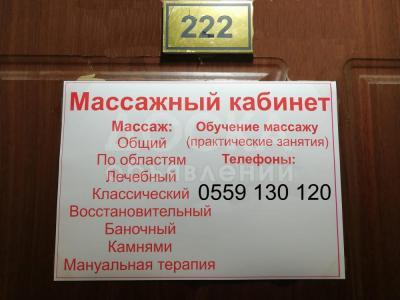 222
Массажный кабинет
Массаж: Обучение массажу
Общий (практические занятия)
По областям Телефоны:
Лечебный
Классический 0559 130 120
Восстановительный
Баночный
Камнями
Мануальная терапия